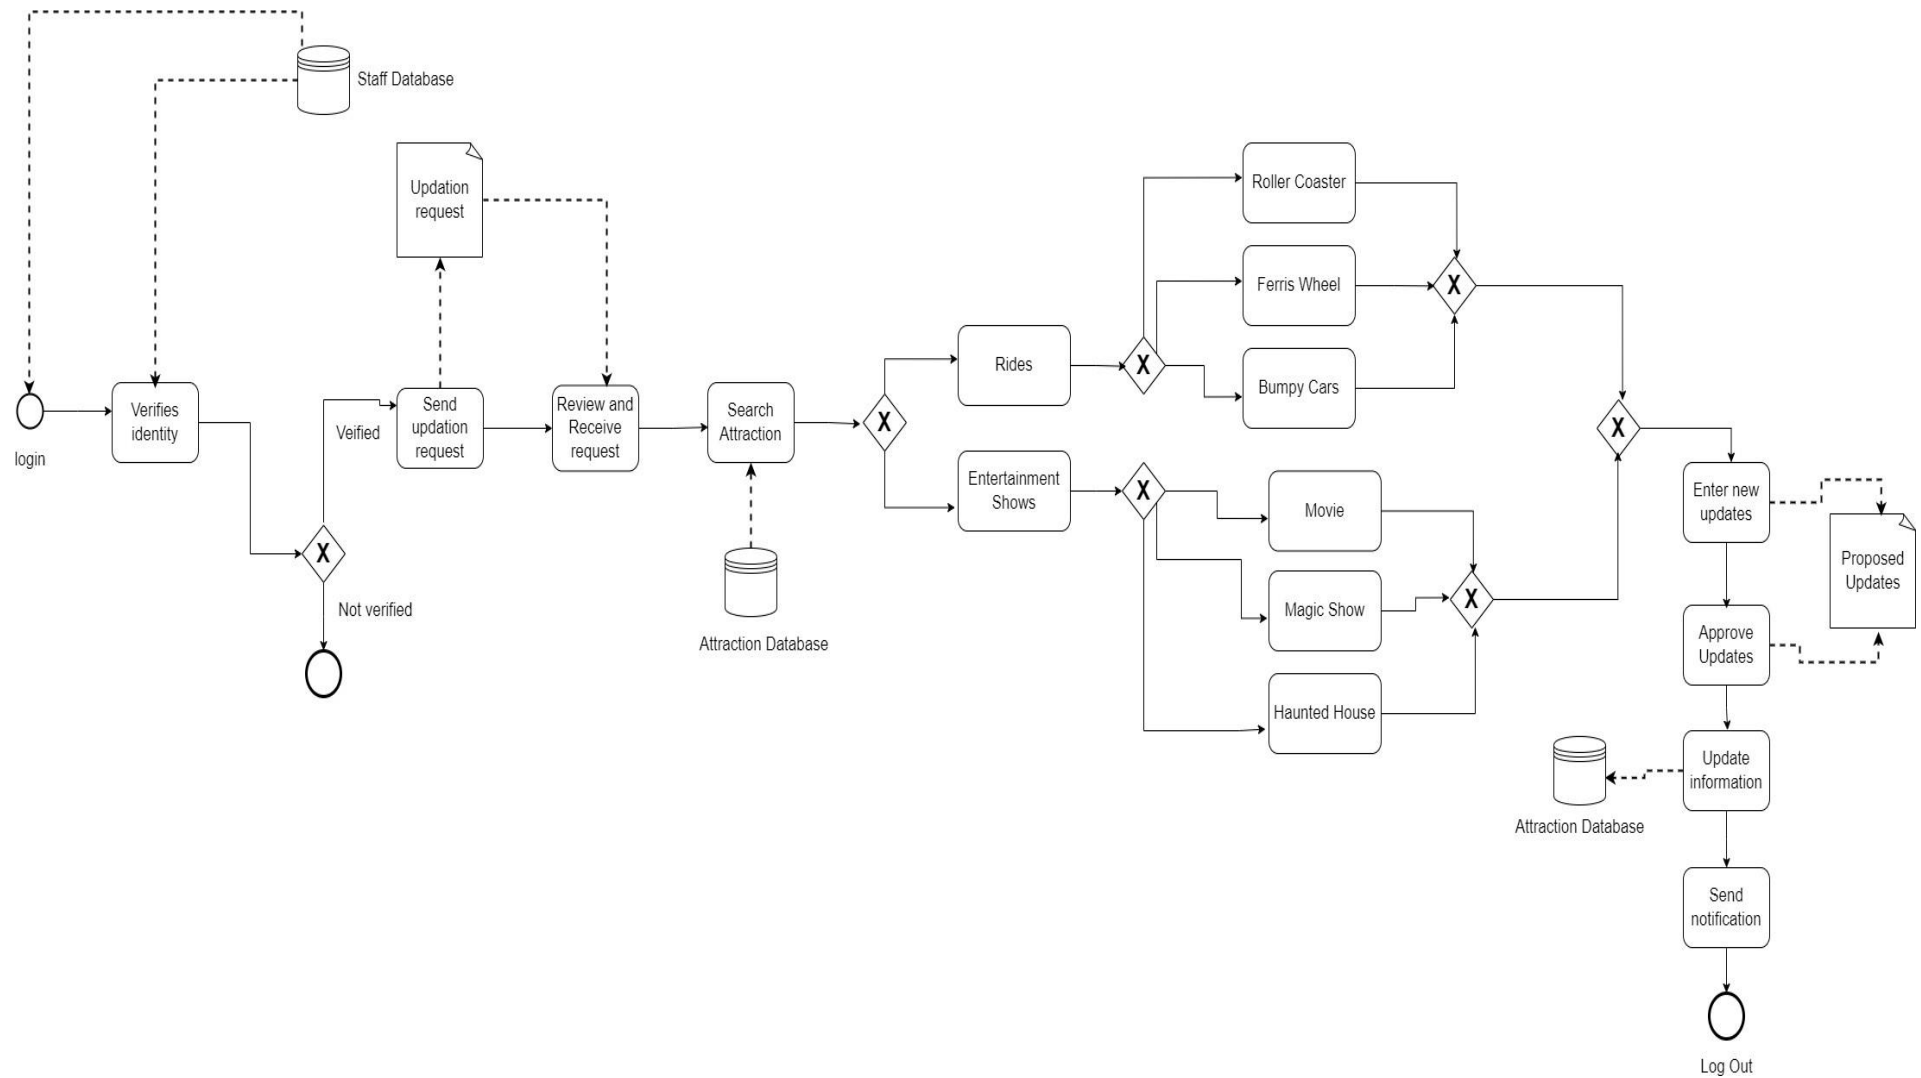 Staff Database
Updation
request
login
Verifies
identity
Veified
X
Not verified
Send
updation
request
Review and
Receive
request
Search
Attraction
Attraction Database
X
Rides
Entertainment
Shows
X
X
Roller Coaster
Ferris Wheel
Bumpy Cars
X
Movie
Magic Show
Haunted House
X
X
Enter new
updates
Proposed
Updates
Approve
Updates
Update
information
Attraction Database
Send
notification
Log Out